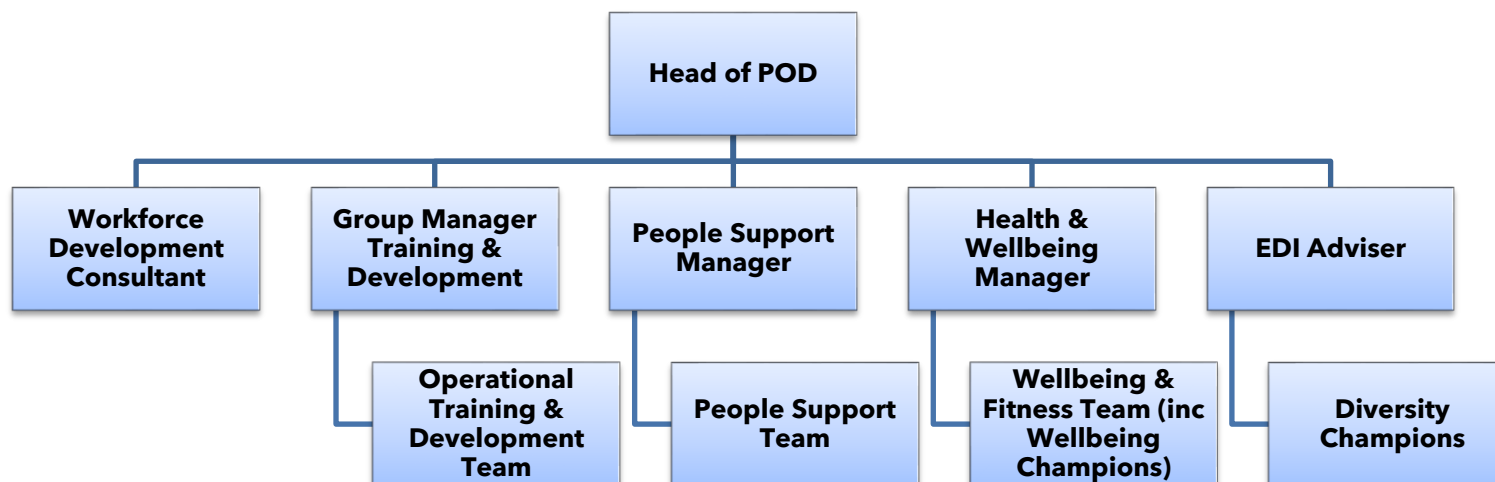 Head of POD
Workforce
Development
Consultant
Group Manager
Training &
Development
People Support
Manager
Health &
Wellbeing
Manager
EDI Adviser
Operational
Training &
Development
Team
People Support
Team
Wellbeing &
Fitness Team (inc
Wellbeing
Champions)
Diversity
Champions